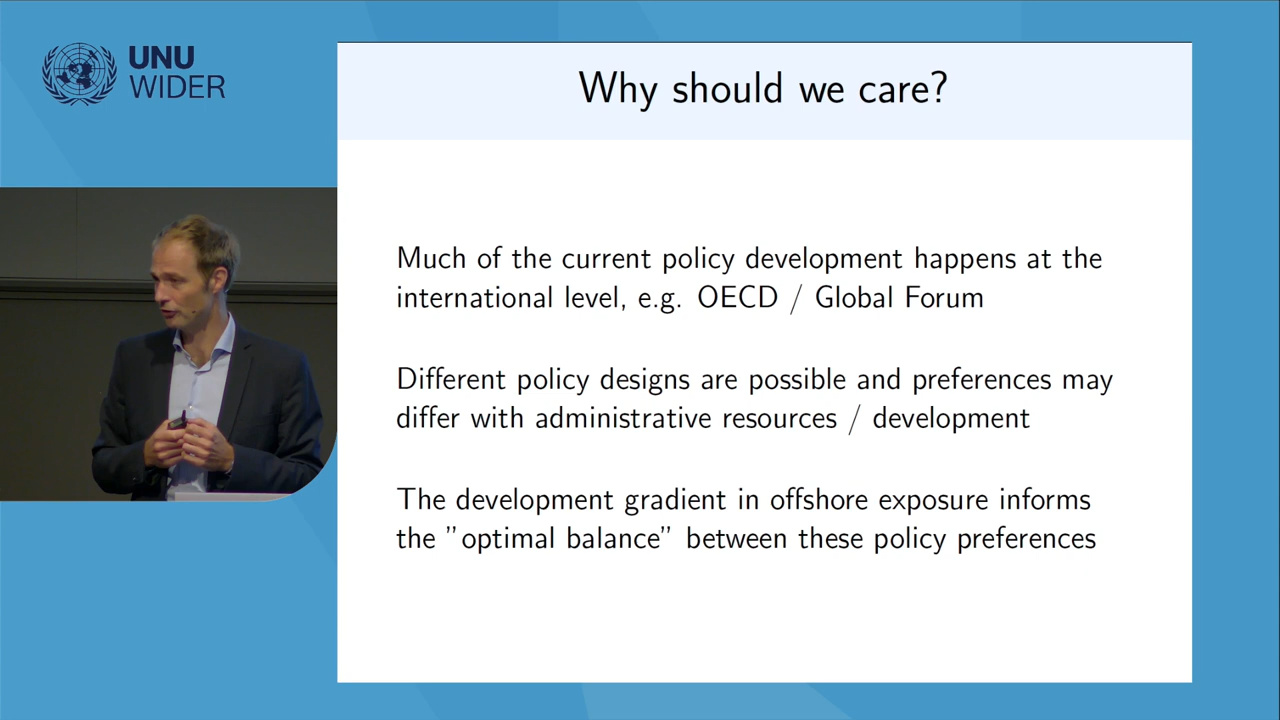 UNU
WIDER
Why should we care?
Much of the current policy development happens at the
international level, e.g. OECD / Global Forum
Different policy designs are possible and preferences may
differ with administrative resources / development
The development gradient in offshore exposure informs
the ”optimal balance” between these policy preferences